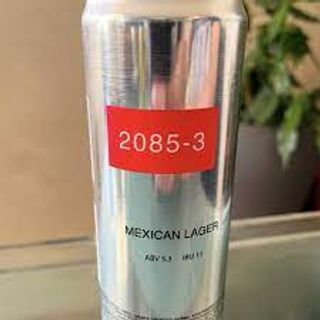 2085-3
MEXICAN LAGER
ABV 5.3 IBU 11